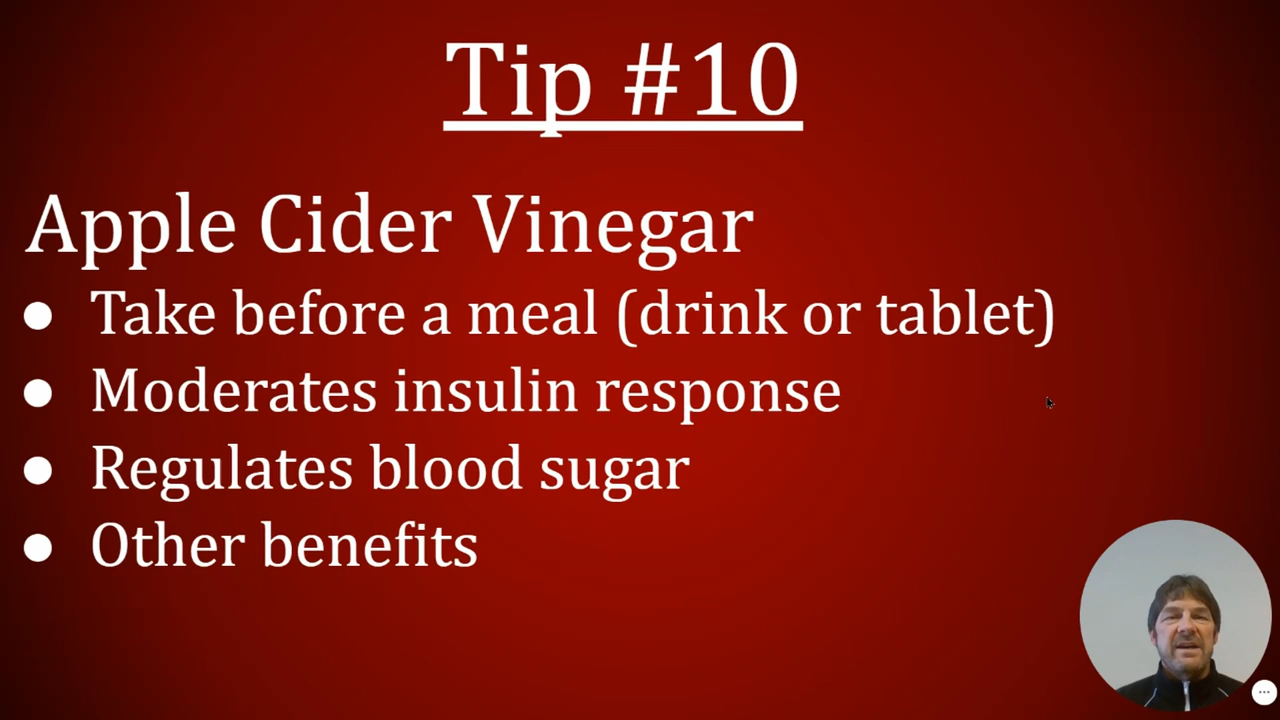 Tip #10
Apple Cider Vinegar
● Take before a meal (drink or tablet)
● Moderates insulin response
● Regulates blood sugar
● Other benefits